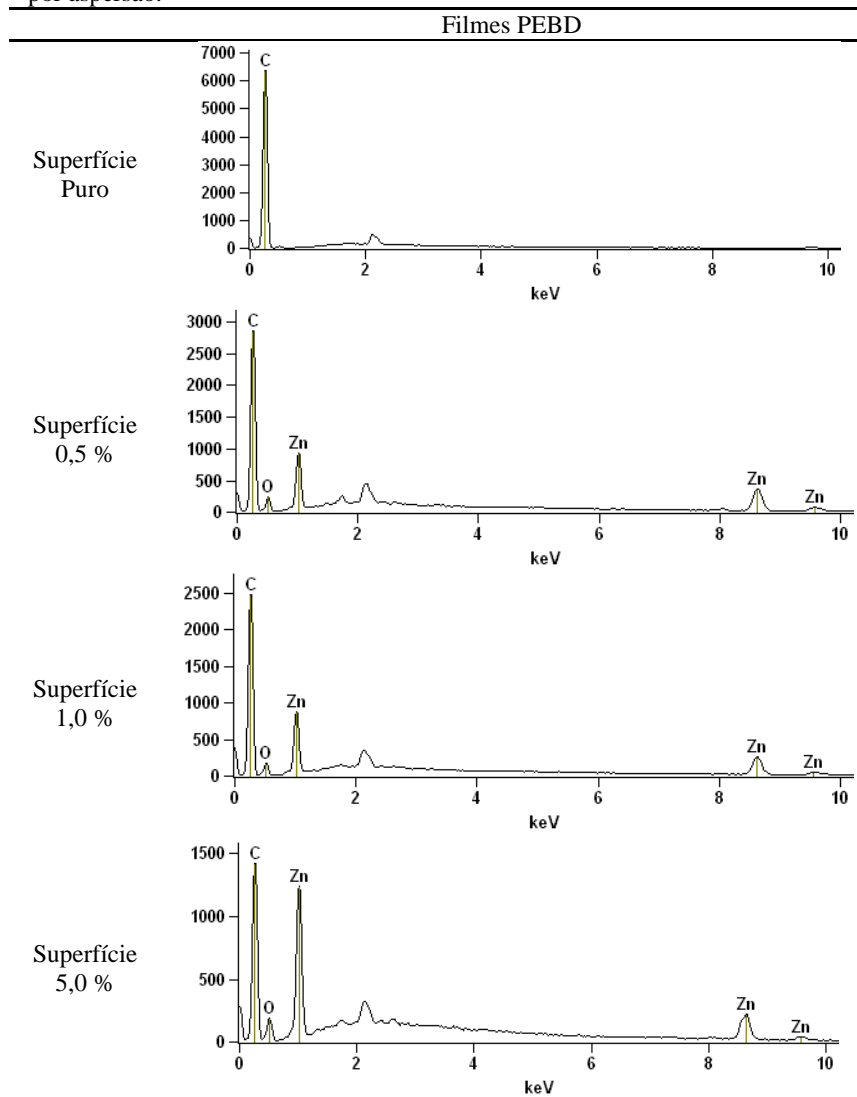 por aspersão.
Filmes PEBD
Superfície
Puro
7000
6000
5000
4000
3000
2000
1000
0
C
0 2 4 6 8 10
keV
Superfície
0,5 %
3000
2500
2000
1500
1000
500
0
C
O
Zn
Zn
Zn
0 2 4 6 8 10
keV
Superfície
1,0 %
2500
2000
1500
1000
500
0
C
O
Zn
Zn
Zn
0 2 4 6 8 10
keV
Superfície
5,0 %
1500
1000
500
0
C
O
Zn
Zn
Zn
0 2 4 6 8 10
keV